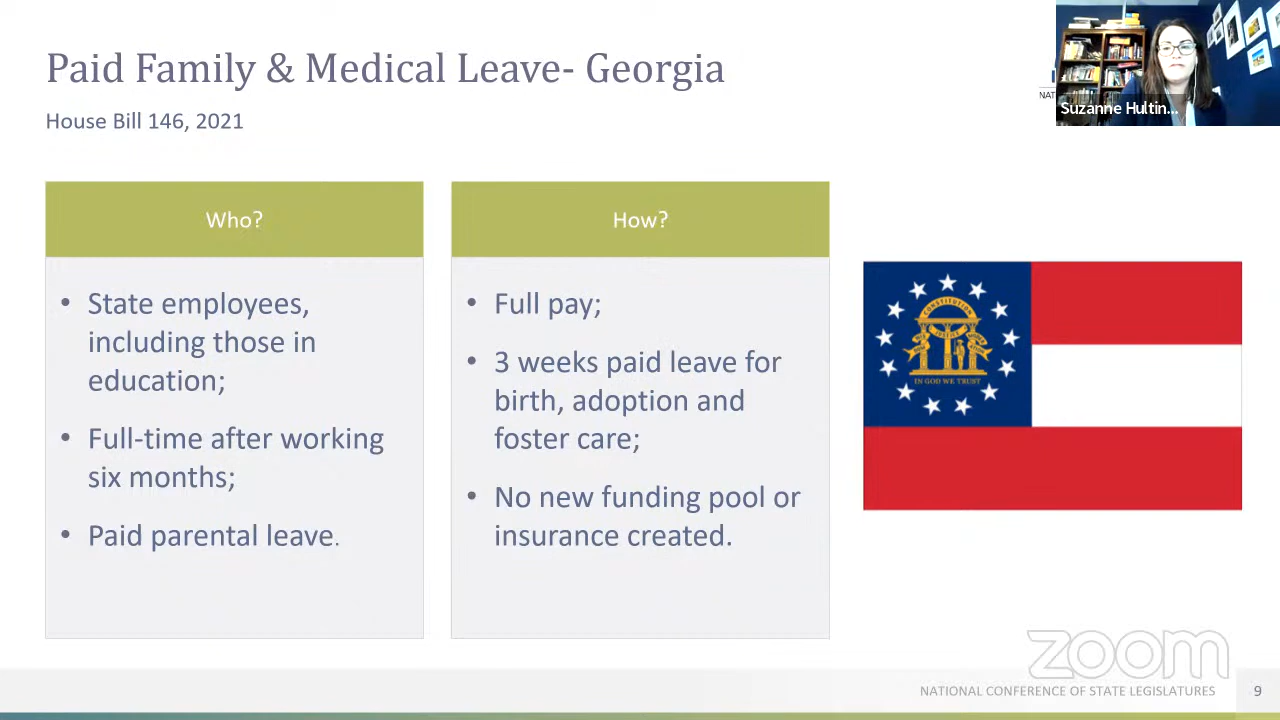 Paid Family & Medical Leave- Georgia
House Bill 146, 2021
NAT
Suzanne Hultin...
Who?
• State employees,
including those in
education;
• Full-time after working
six months;
• Paid parental leave.
How?
• Full pay;
• 3 weeks paid leave for
birth, adoption and
foster care;
• No new funding pool or
insurance created.
CONSTITUTION
JUSTICE
IN GOD WE TRUST
zoom
NATIONAL CONFERENCE OF STATE LEGISLATURES
9